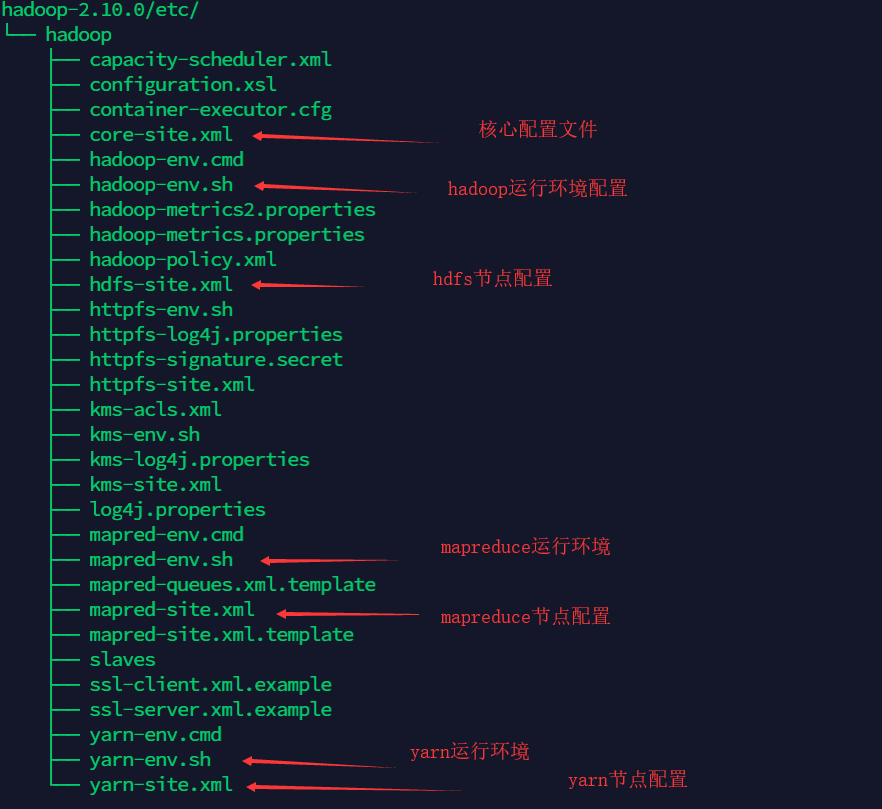 hadoop-2.10.0/etc/
└── hadoop
├── capacity-scheduler.xml
├── configuration.xsl
├── container-executor.cfg
├── core-site.xml 核心配置文件
├── hadoop-env.cmd
├── hadoop-env.sh hadoop运行环境配置
├── hadoop-metrics2.properties
├── hadoop-metrics.properties
├── hadoop-policy.xml
├── hdfs-site.xml hdfs节点配置
├── httpfs-env.sh
├── httpfs-log4j.properties
├── httpfs-signature.secret
├── httpfs-site.xml
├── kms-acls.xml
├── kms-env.sh
├── kms-log4j.properties
├── kms-site.xml
├── log4j.properties
├── mapred-env.cmd
├── mapred-env.sh mapreduce运行环境
├── mapred-queues.xml.template
├── mapred-site.xml mapreduce节点配置
├── mapred-site.xml.template
├── slaves
├── ssl-client.xml.example
├── ssl-server.xml.example
├── yarn-env.cmd
├── yarn-env.sh yarn运行环境
└── yarn-site.xml yarn节点配置